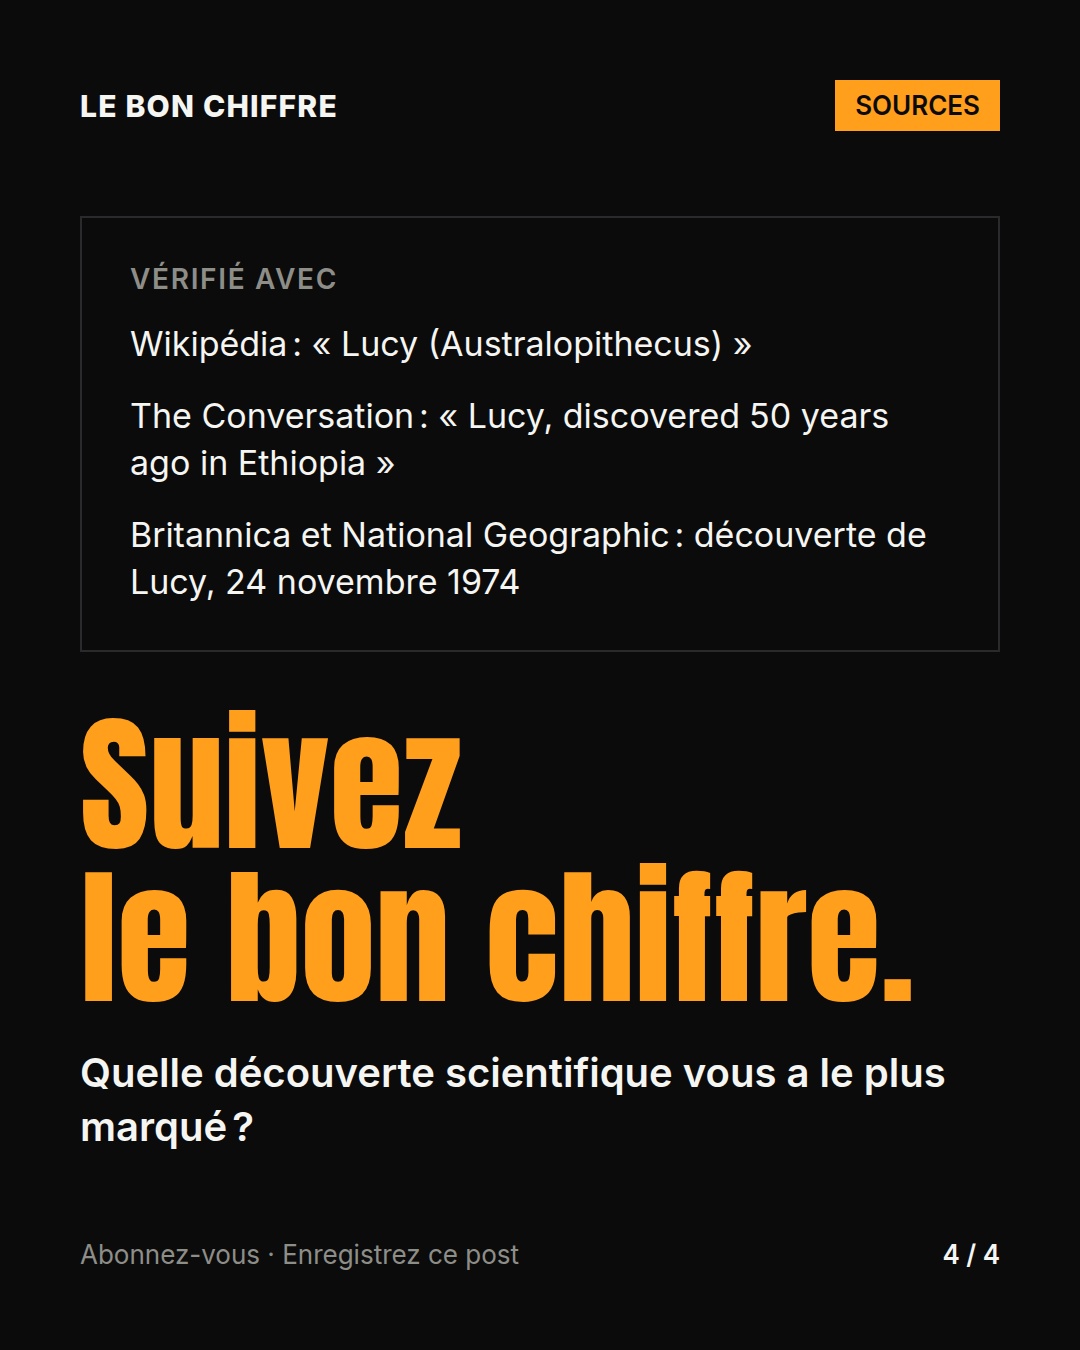 LE BON CHIFFRE
SOURCES
VÉRIFIÉ AVEC
Wikipédia : « Lucy (Australopithecus) »
The Conversation : « Lucy, discovered 50 years
ago in Ethiopia »
Britannica et National Geographic : découverte de
Lucy, 24 novembre 1974
Suivez
le bon chiffre.
Quelle découverte scientifique vous a le plus
marqué ?
Abonnez-vous · Enregistrez ce post
4 / 4